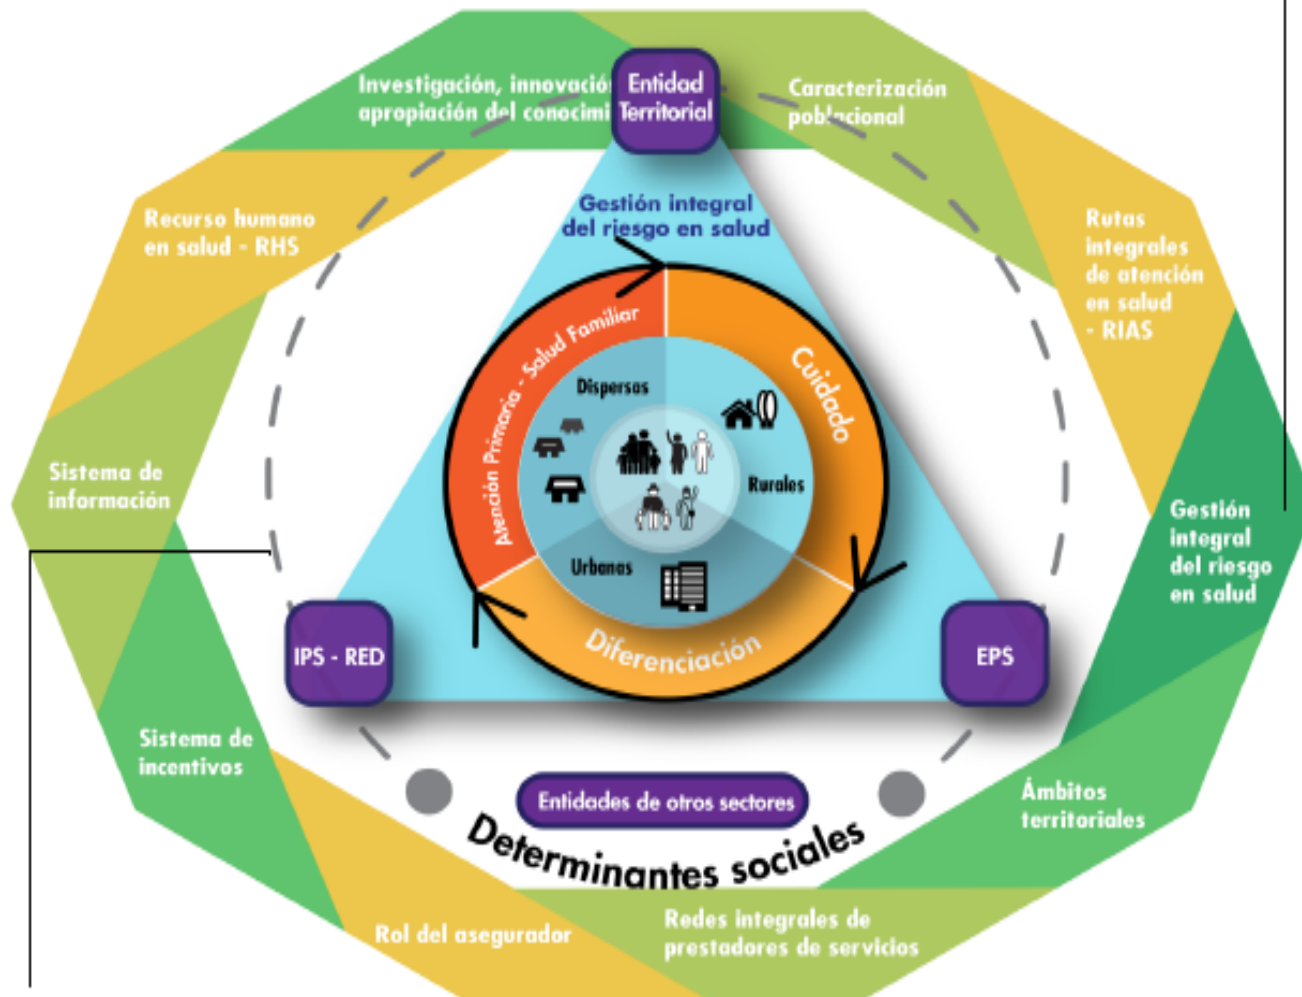 Investigación, innovació
apropiación del conocimi
Entidad
Territorial
Caracterización
poblacional
Recurso humano
en salud - RHS
Gestión integral
del riesgo en salud
Rutas
integrales
de atención
en salud
- RIAS
Atención Primaria - Salud Familiar
Cuidado
Dispersas
Rurales
Urbanas
Diferenciación
Sistema de
información
Gestión
integral
del riesgo
en salud
IPS - RED
EPS
Sistema de
incentivos
Entidades de otros sectores
Determinantes sociales
Ámbitos
territoriales
Rol del asegurador
Redes integrales de
prestadores de servicios